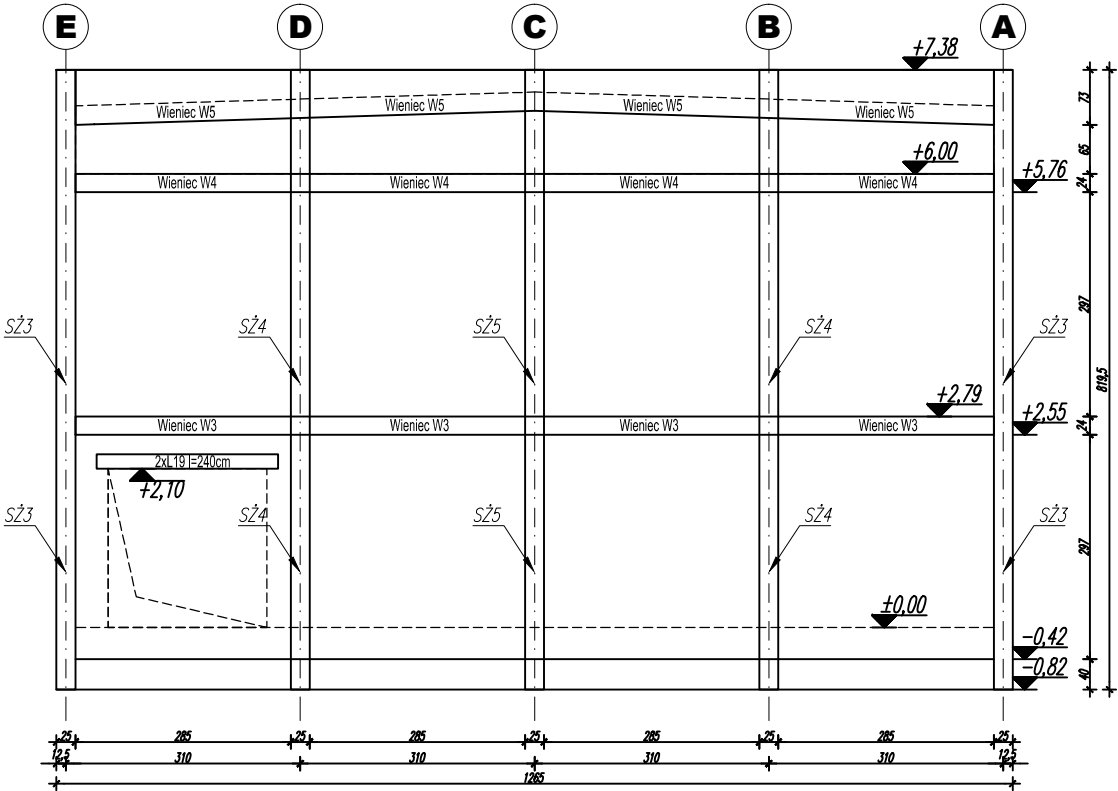 E D C B A
+7,38
Wieniec W5 Wieniec W5 Wieniec W5 Wieniec W5
73
65
+6,00
+5,76
Wieniec W4 Wieniec W4 Wieniec W4 Wieniec W4
24
297
SŻ3 SŻ4 SŻ5 SŻ4 SŻ3
819,5
+2,79
+2,55
Wieniec W3 Wieniec W3 Wieniec W3 Wieniec W3
24
2xL19 l=240cm
+2,10
SŻ3 SŻ4 SŻ5 SŻ4 SŻ3
297
±0,00
-0,42
-0,82
40
25 285 25 285 25 285 25 285 25
12,5 310 310 310 310 12,5
1265